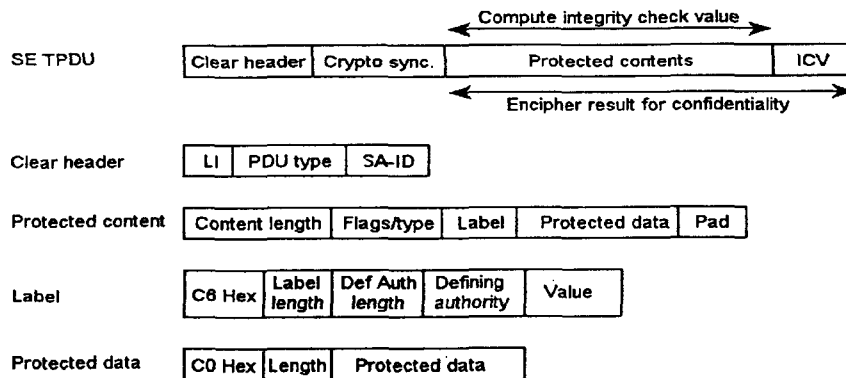 Compute integrity check value
SE TPDU Clear header Crypto sync. Protected contents ICV
Encipher result for confidentiality
Clear header LI PDU type SA-ID
Protected content Content length Flags/type Label Protected data Pad
Label C6 Hex Label length Def Auth length Defining authority Value
Protected data C0 Hex Length Protected data